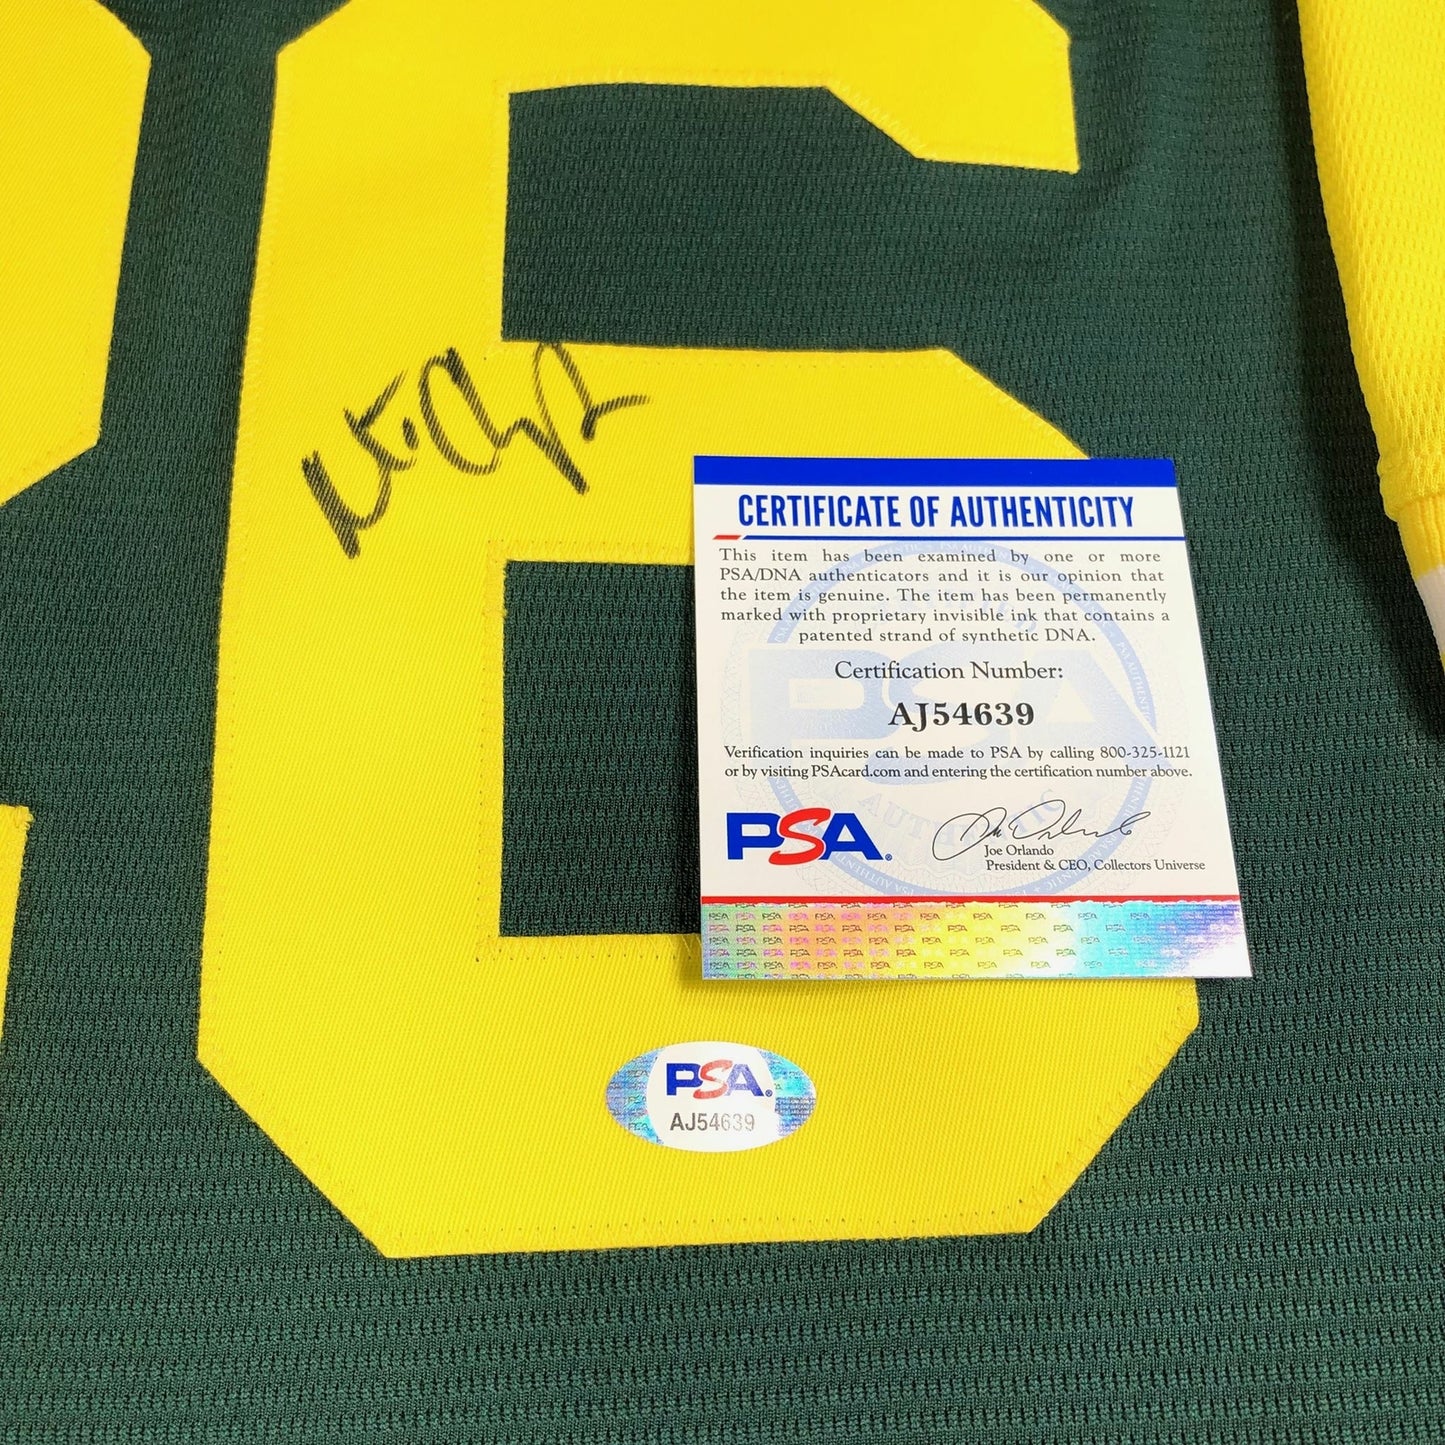 6
CERTIFICATE OF AUTHENTICITY
This item has been examined by one or more
PSA/DNA authenticators and it is our opinion that
the item is genuine. The item has been permanently
marked with proprietary invisible ink that contains a
patented strand of synthetic DNA.
Certification Number:
AJ54639
Verification inquiries can be made to PSA by calling 800-325-1121
or by visiting PSAcard.com and entering the certification number above.
PSA
Joe Orlando
President & CEO, Collectors Universe
PSA
AJ54639